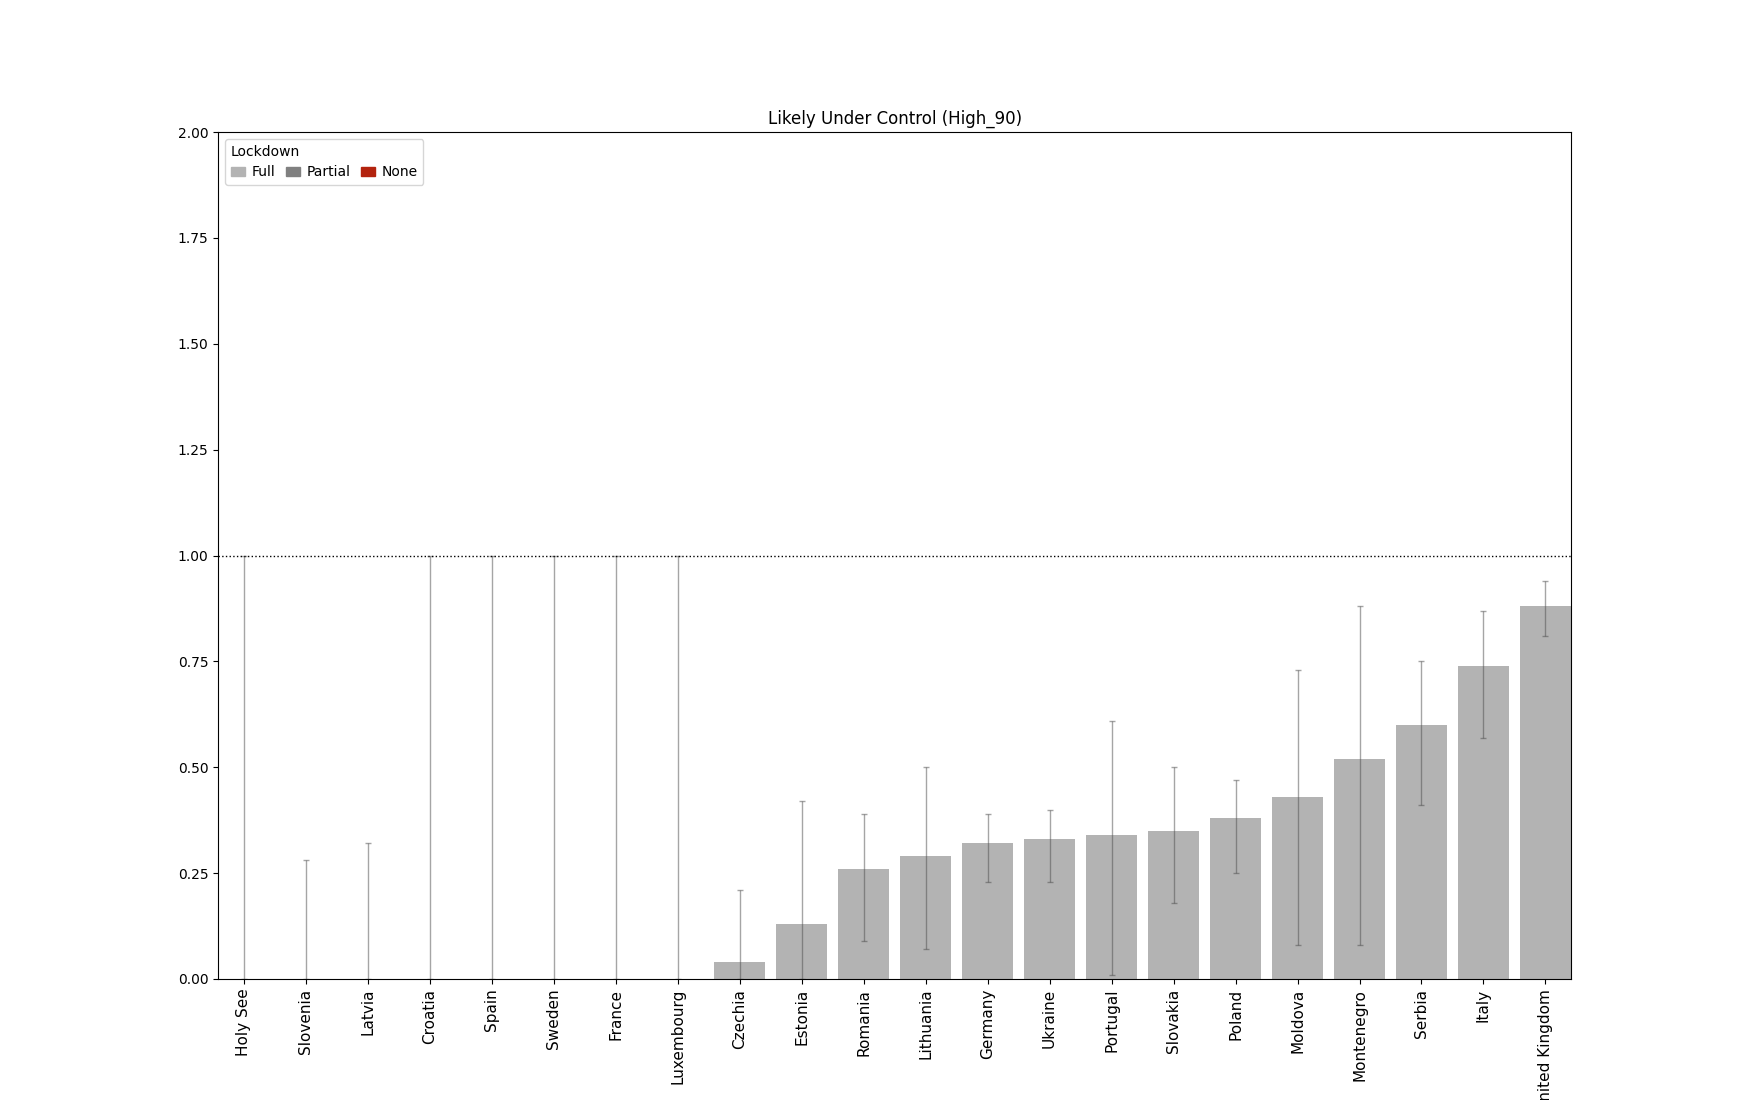 Likely Under Control (High_90)
2.00
1.75
1.50
1.25
1.00
0.75
0.50
0.25
0.00
Lockdown
Full Partial None
Holy See
Slovenia
Latvia
Croatia
Spain
Sweden
France
Luxembourg
Czechia
Estonia
Romania
Lithuania
Germany
Ukraine
Portugal
Slovakia
Poland
Moldova
Montenegro
Serbia
Italy
nited Kingdom